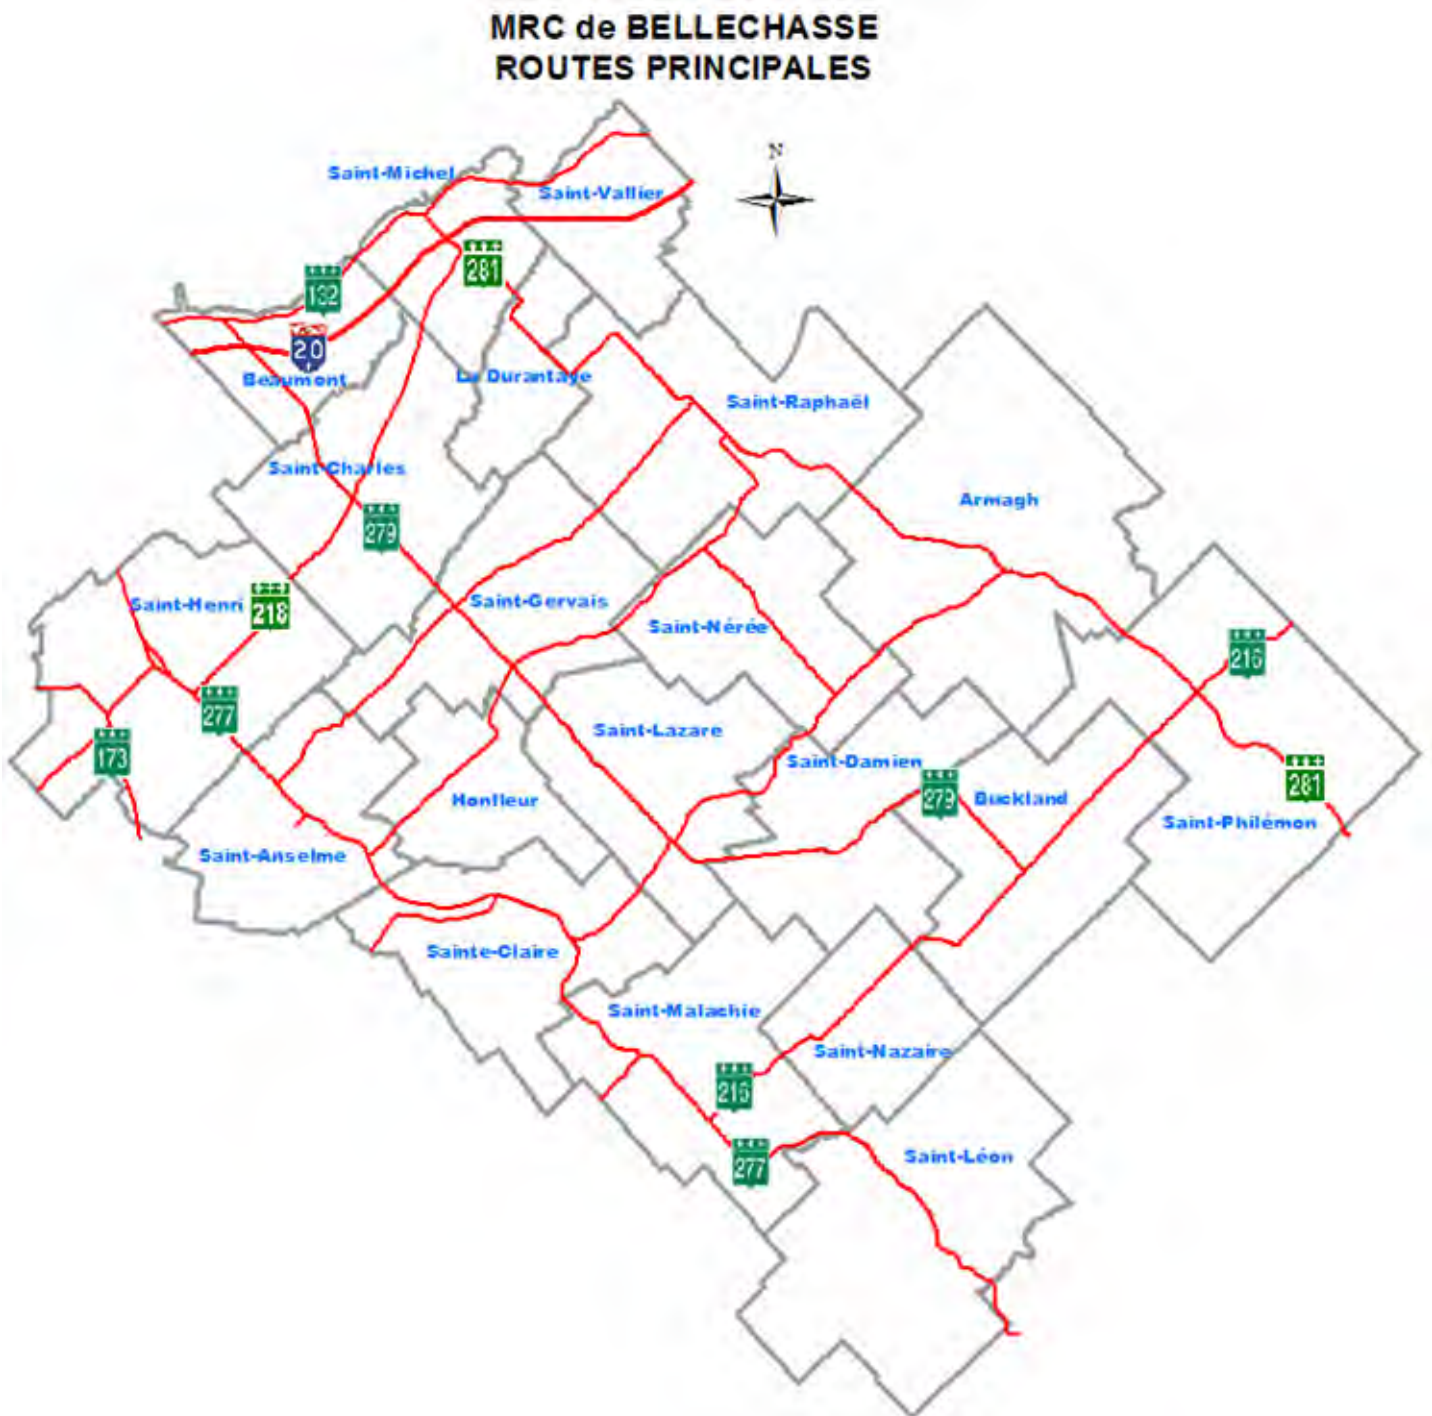 MRC de BELLECHASSE
ROUTES PRINCIPALES
N
Saint-Michel
Saint-Vallier
281
132
20
Beaumont
La Durantaye
Saint-Raphaël
Saint-Charles
Armagh
279
Saint-Henri
218
Saint-Gervais
Saint-Nérée
216
277
Saint-Lazare
173
Saint-Damien
279
Buckland
Honfleur
281
Saint-Philémon
Saint-Anselme
Sainte-Claire
Saint-Malachie
Saint-Nazaire
216
277
Saint-Léon